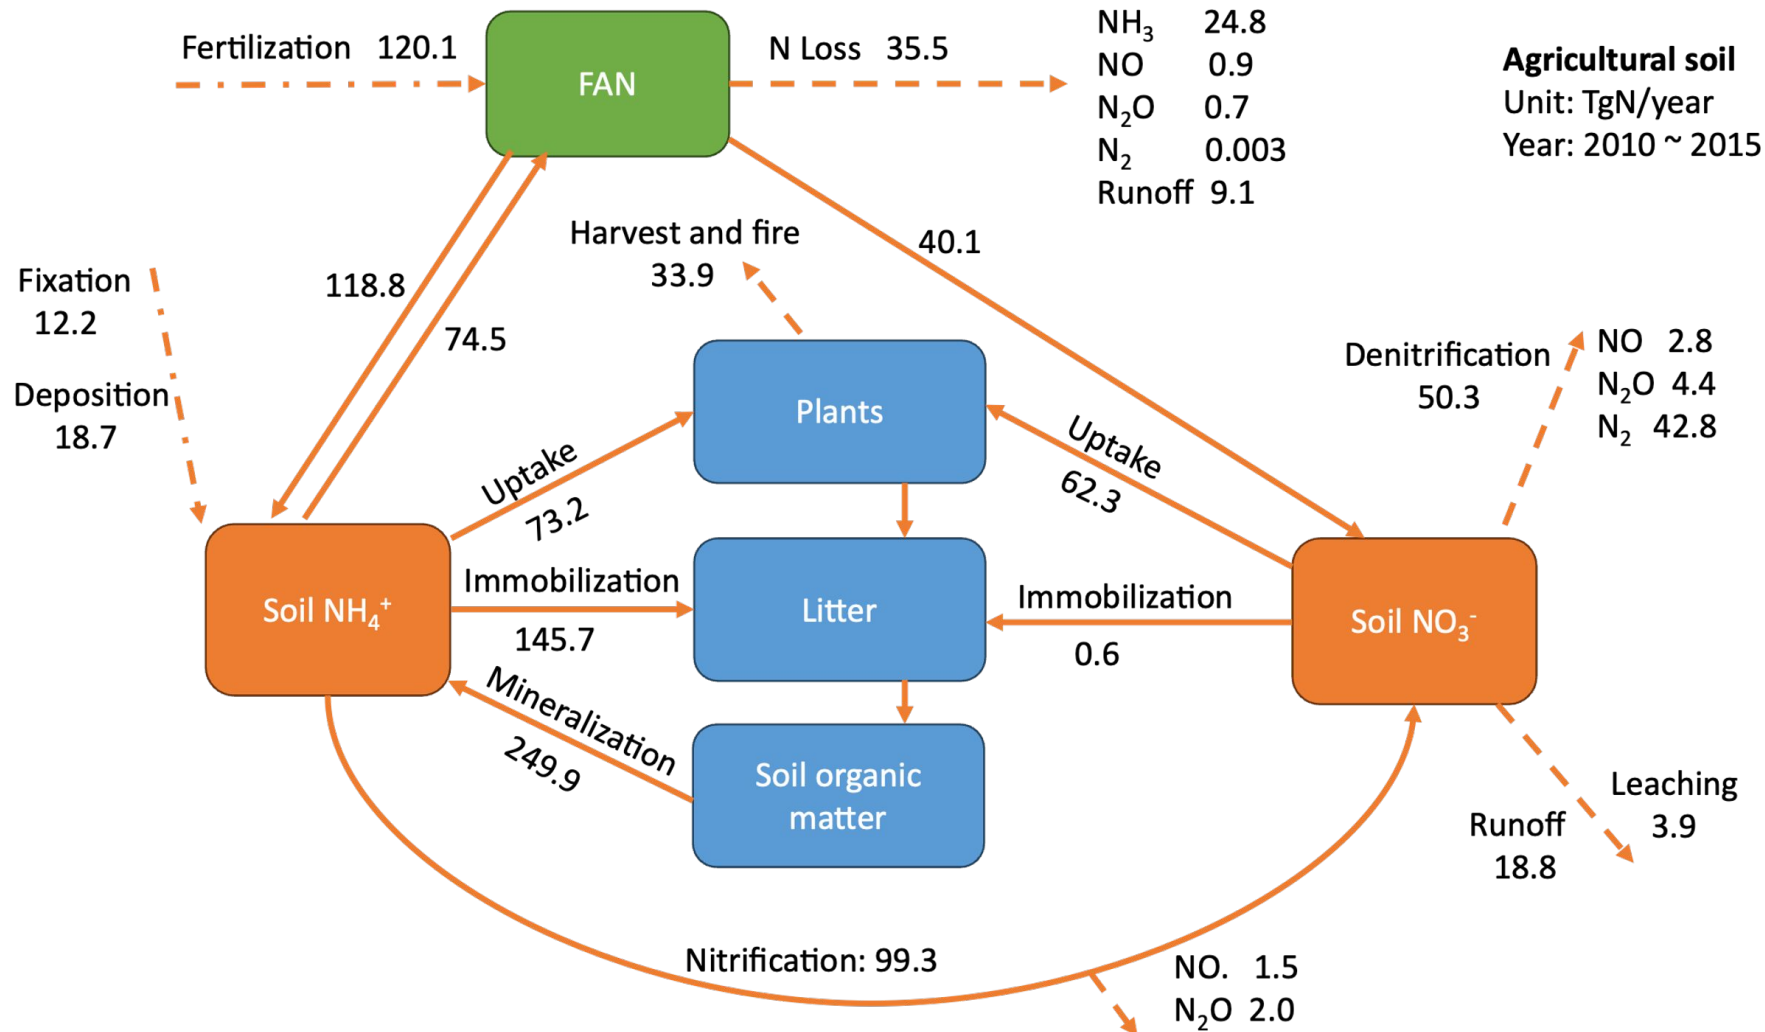 Fertilization 120.1
FAN
N Loss 35.5
NH₃ 24.8
NO 0.9
N₂O 0.7
N₂ 0.003
Runoff 9.1
Agricultural soil
Unit: TgN/year
Year: 2010 ~ 2015
Harvest and fire
33.9
40.1
118.8
74.5
Fixation
12.2
Deposition
18.7
Plants
Uptake
73.2
Uptake
62.3
Denitrification
50.3
NO 2.8
N₂O 4.4
N₂ 42.8
Soil NH₄⁺
Immobilization
145.7
Litter
Immobilization
0.6
Soil NO₃⁻
Mineralization
249.9
Soil organic
matter
Leaching
3.9
Runoff
18.8
Nitrification: 99.3
NO. 1.5
N₂O 2.0